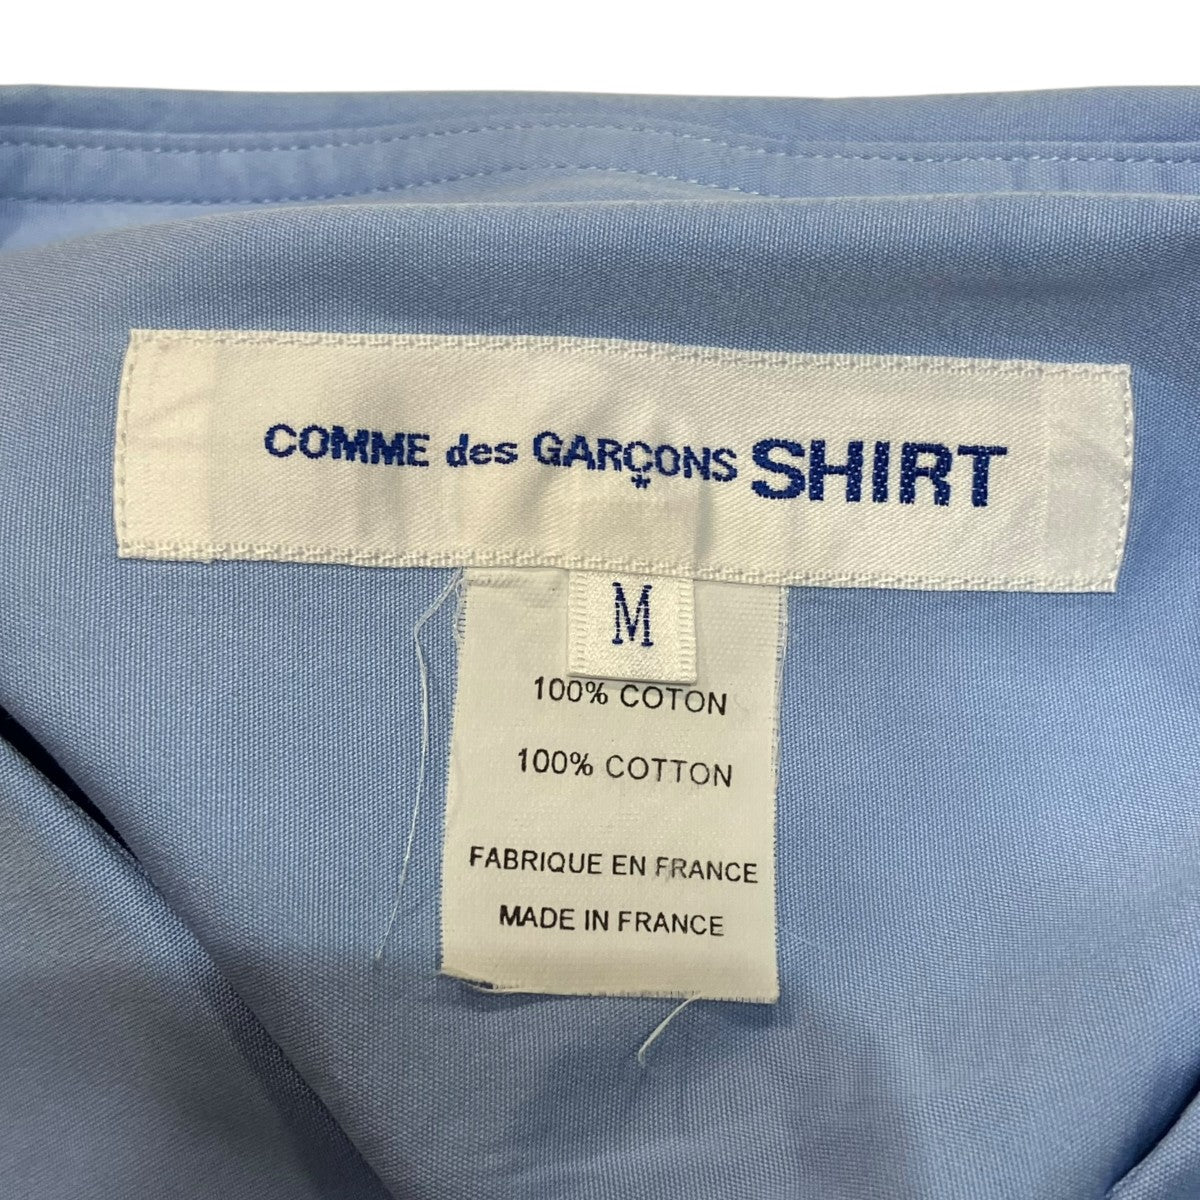 COMME des GARÇONS SHIRT
M
100% COTON
100% COTTON
FABRIQUE EN FRANCE
MADE IN FRANCE